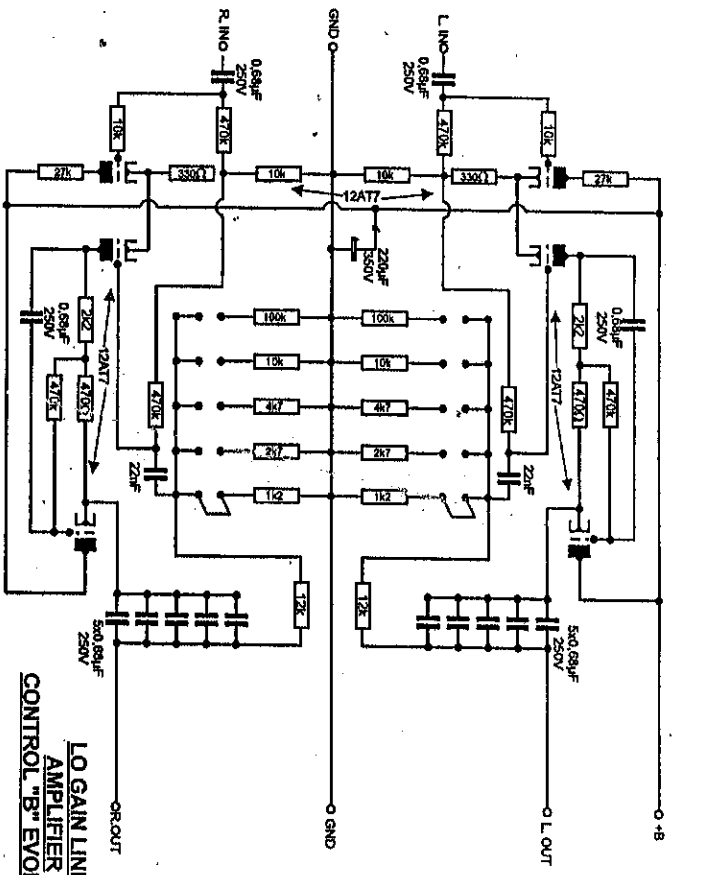 R. IN
GND
L. IN
0,68µF
250V
0,68µF
250V
10k
470k
470k
10k
27k
330Ω
10k
10k
330Ω
27k
12AT7
220µF
350V
0,68µF
250V
2k2
12AT7
470k
470Ω
470k
22nF
100k
100k
10k
10k
4k7
4k7
2k7
2k7
1k2
1k2
470k
22nF
0,68µF
250V
2k2
12AT7
470Ω
470k
12k
12k
5x0,68µF
250V
5x0,68µF
250V
R.OUT
GND
L. OUT
+B
LO GAIN LIN
AMPLIFIER
CONTROL "B" EVO